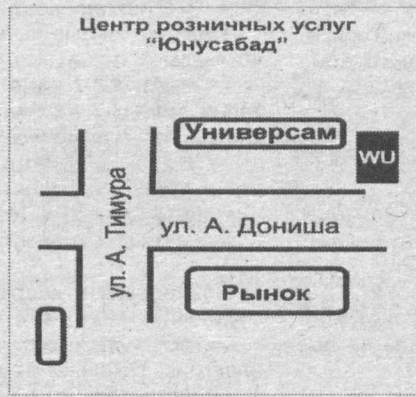 Центр розничных услуг
“Юнусабад”
Универсам
WU
ул. А. Тимура
ул. А. Дониша
Рынок